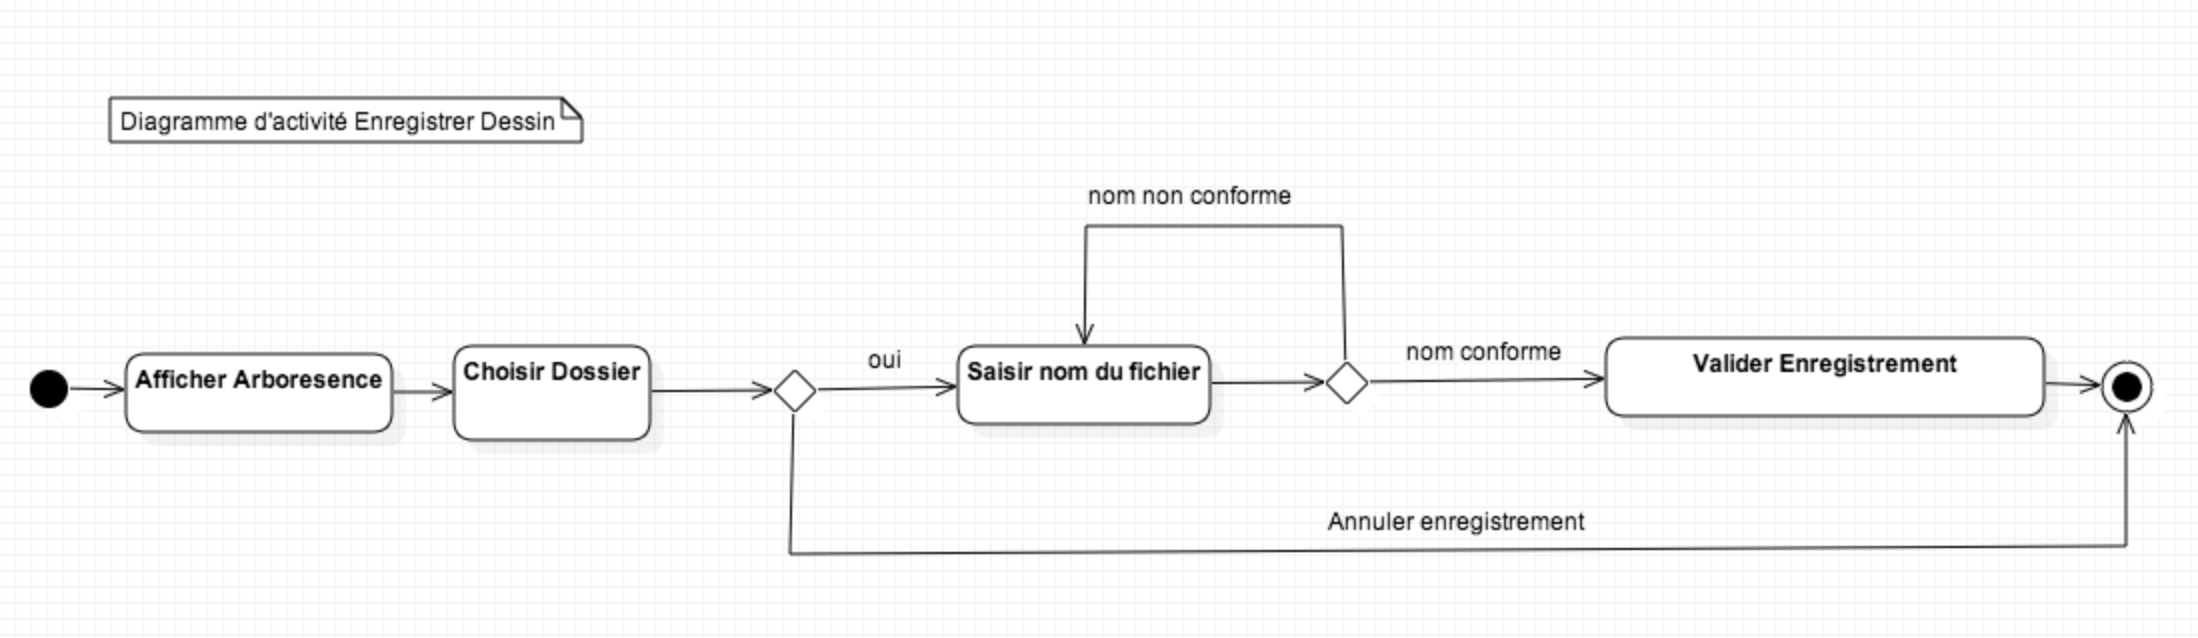 Diagramme d'activité Enregistrer Dessin
nom non conforme
Afficher Arboresence
Choisir Dossier
oui
Saisir nom du fichier
nom conforme
Valider Enregistrement
Annuler enregistrement